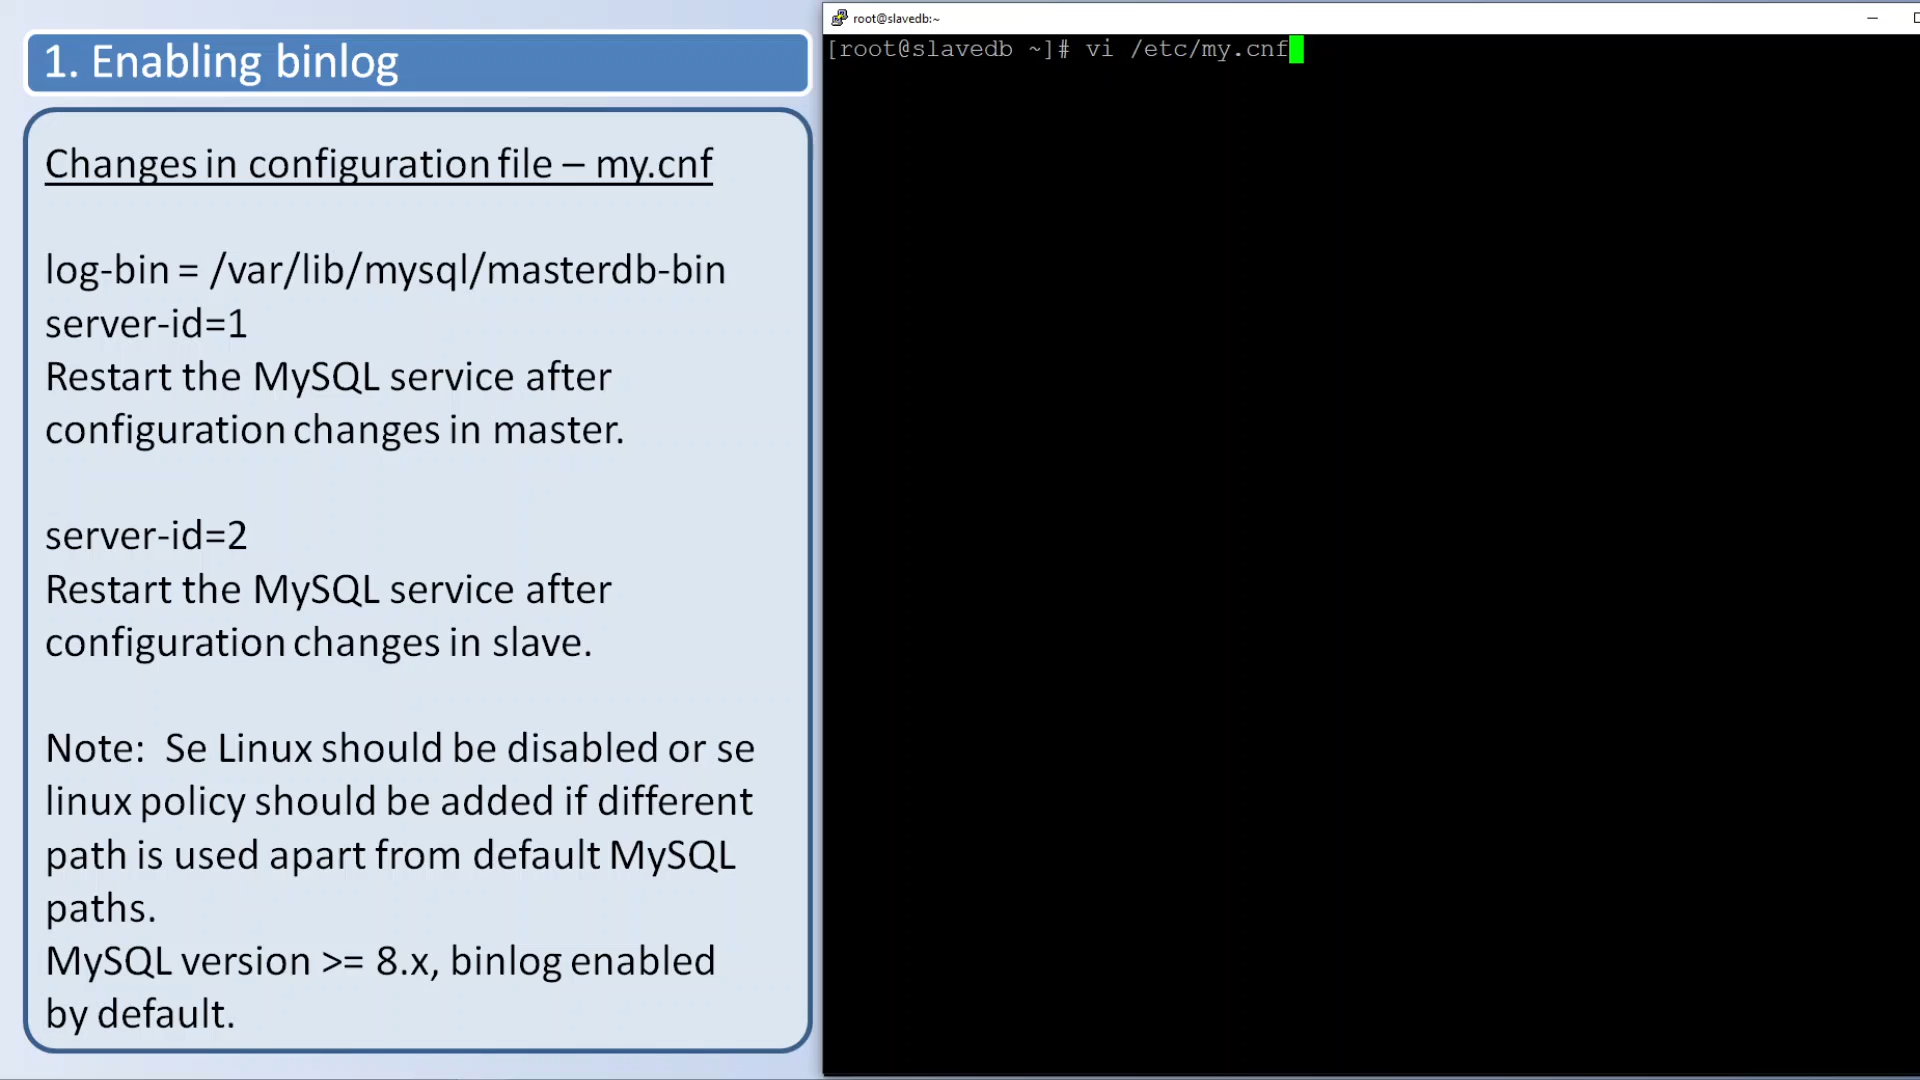 1. Enabling binlog
Changes in configuration file – my.cnf
log-bin = /var/lib/mysql/masterdb-bin
server-id=1
Restart the MySQL service after
configuration changes in master.
server-id=2
Restart the MySQL service after
configuration changes in slave.
Note:  Se Linux should be disabled or se
linux policy should be added if different
path is used apart from default MySQL
paths.
MySQL version >= 8.x, binlog enabled
by default.
root@slavedb:~
[root@slavedb ~]# vi /etc/my.cnf